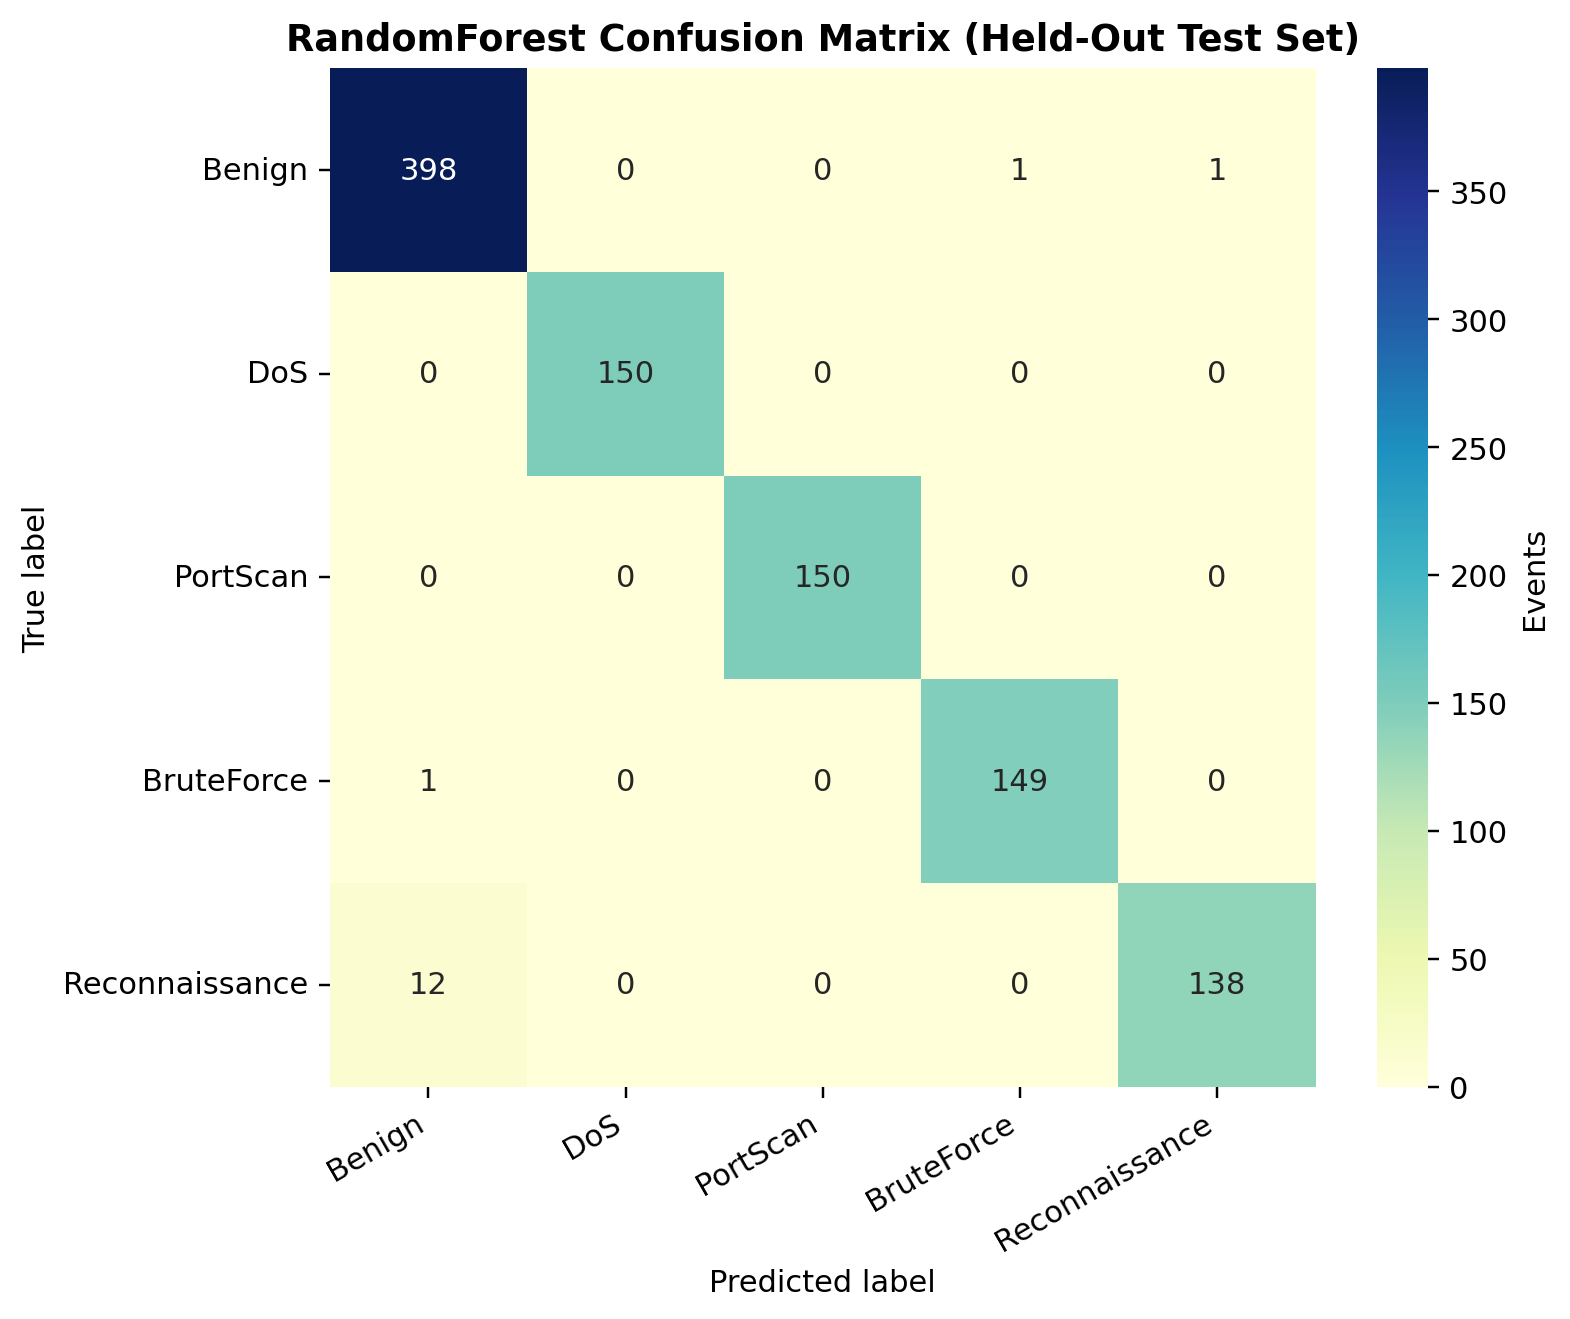 RandomForest Confusion Matrix (Held-Out Test Set)
True label
Benign 398 0 0 1 1
DoS 0 150 0 0 0
PortScan 0 0 150 0 0
BruteForce 1 0 0 149 0
Reconnaissance 12 0 0 0 138
Benign DoS PortScan BruteForce Reconnaissance
Predicted label
350
300
250
200
150
100
50
0
Events